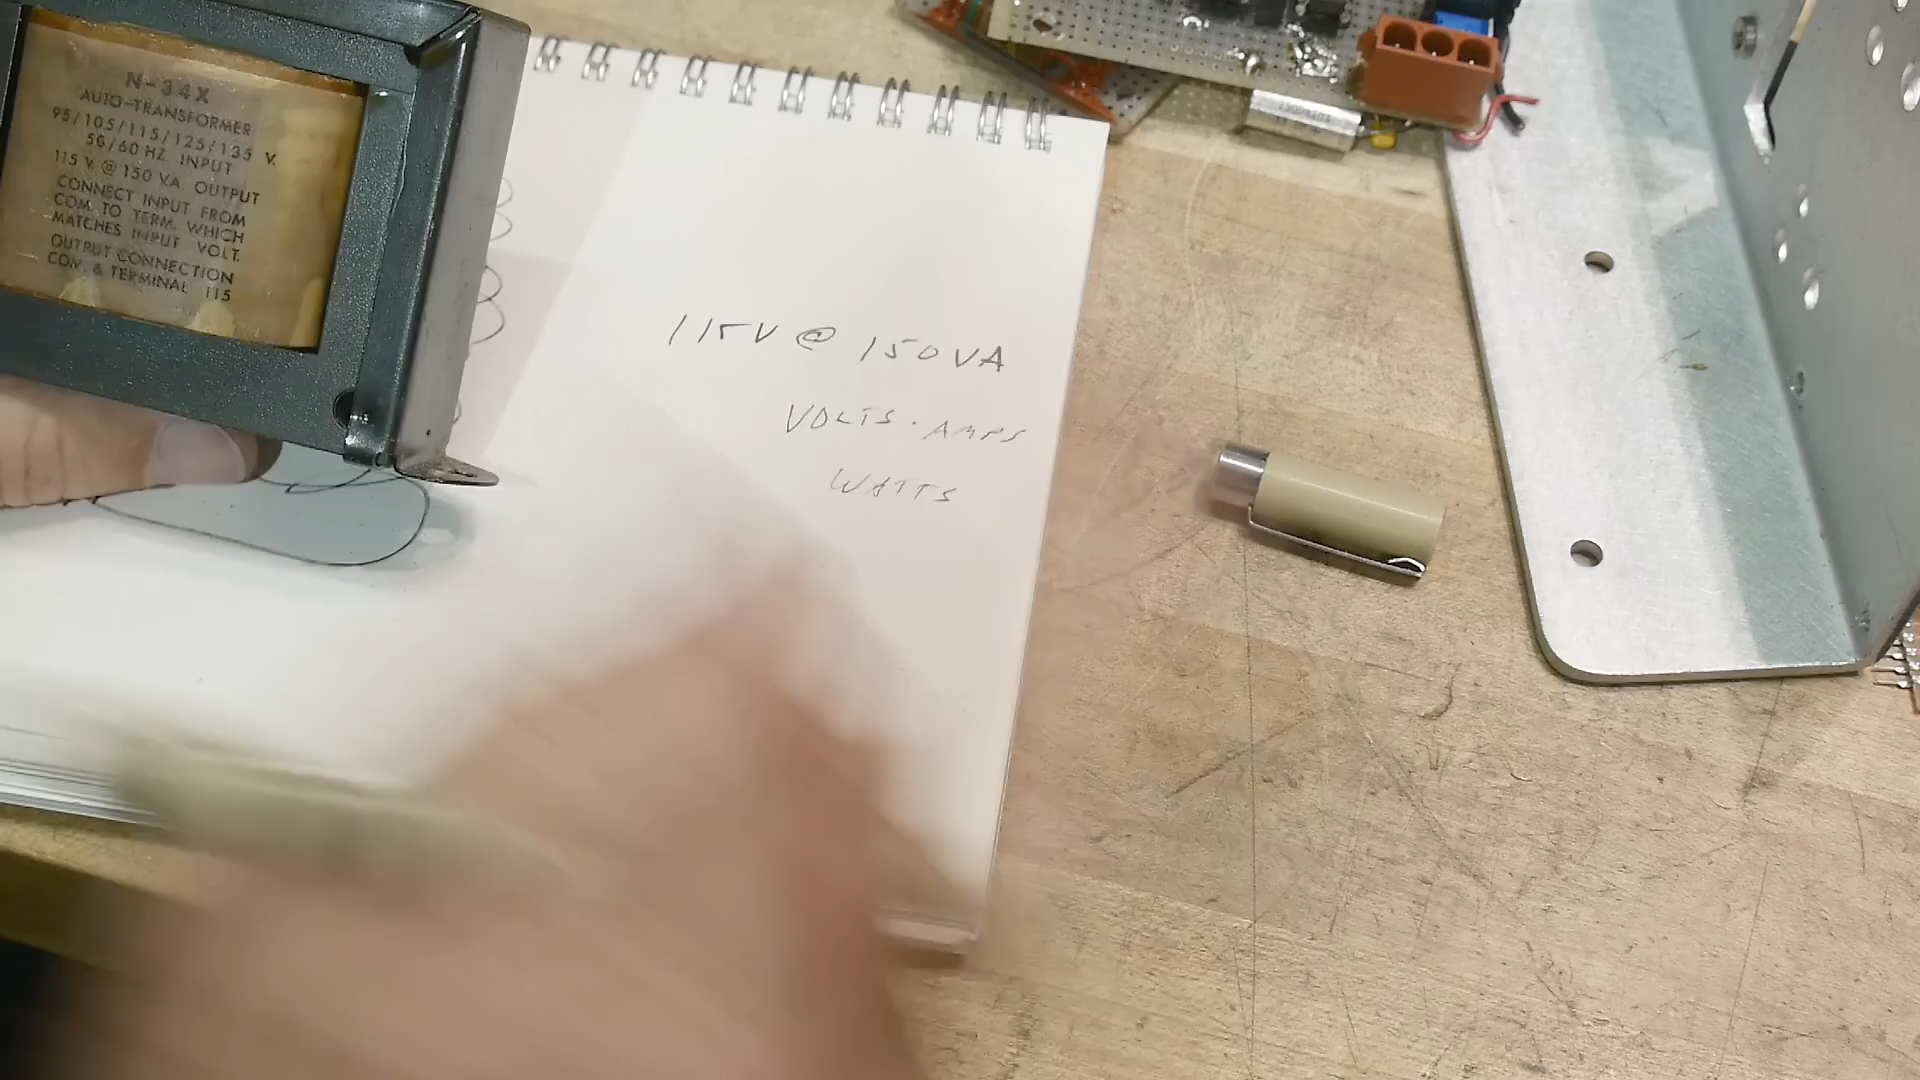 N-34X
AUTO-TRANSFORMER
95/105/115/125/135 V.
50/60 HZ INPUT
115 V. @ 150 VA. OUTPUT
CONNECT INPUT FROM
COM. TO TERM. WHICH
MATCHES INPUT VOLT.
OUTPUT CONNECTION
COM. & TERMINAL 115
115V @ 150VA
VOLTS · AMPS
WATTS